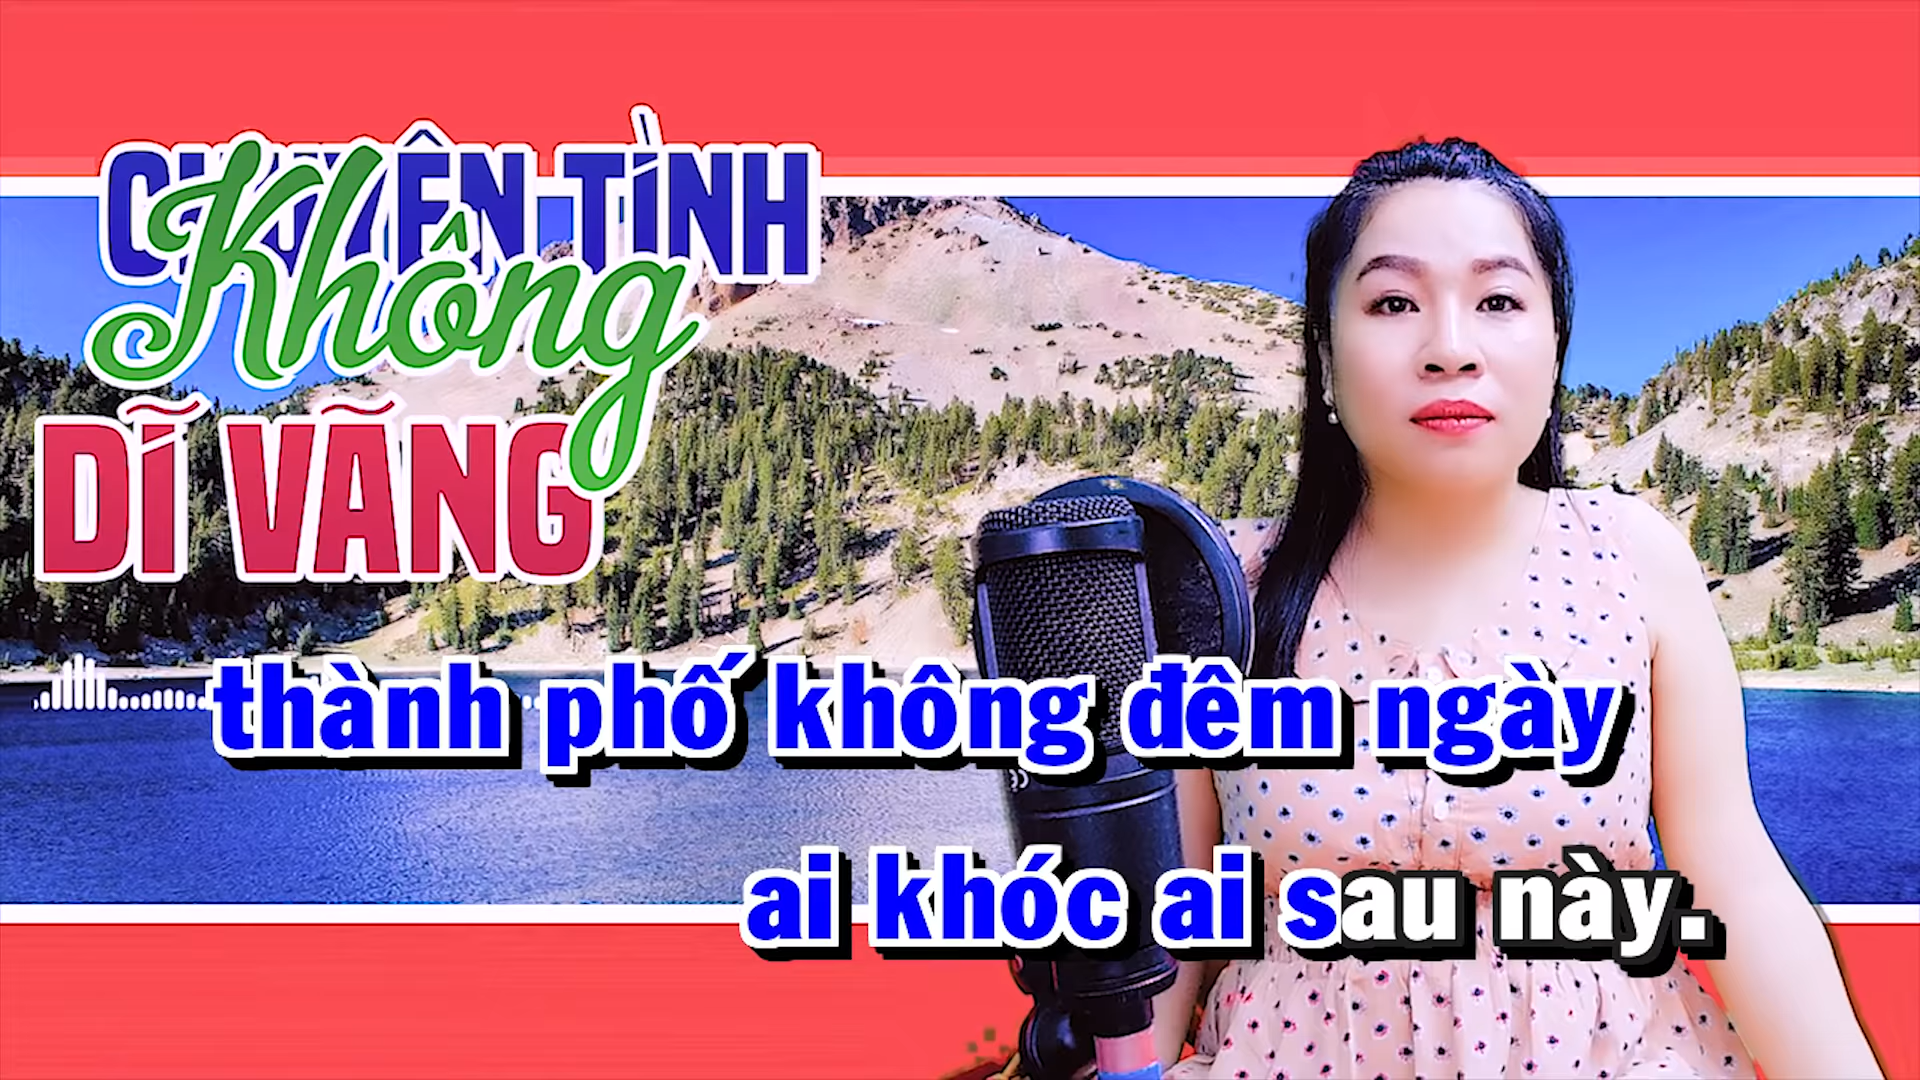 CHUYỆN TÌNH
Không
DĨ VÃNG
thành phố không đêm ngày
ai khóc ai sau này.